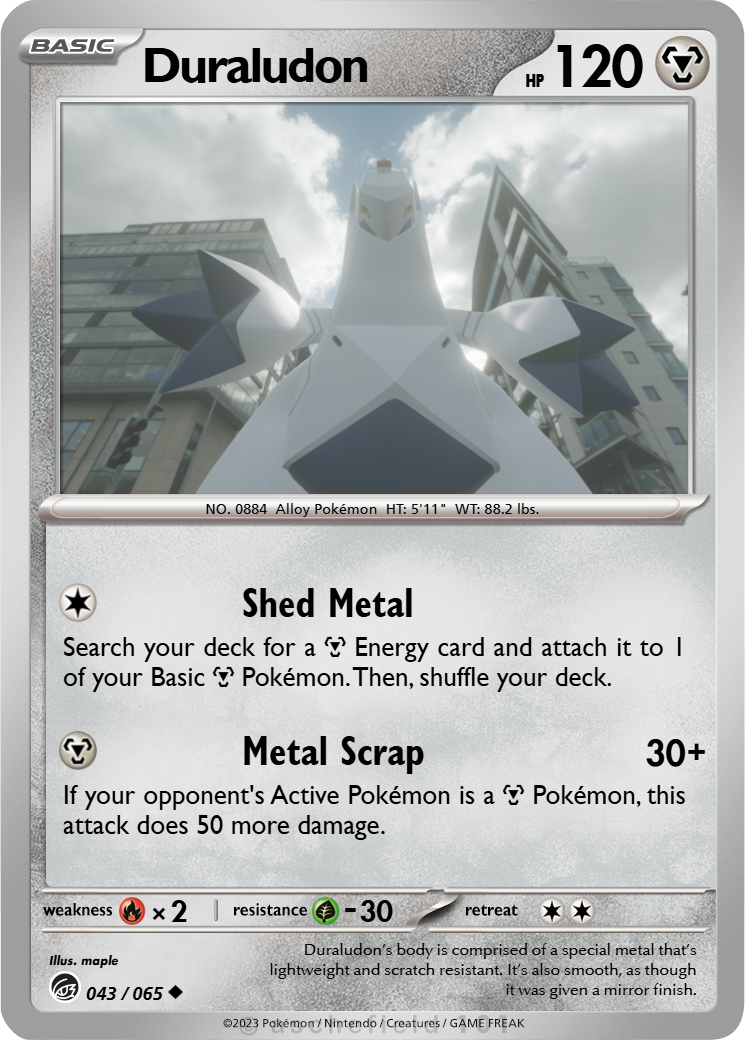 BASIC
Duraludon
HP 120
NO. 0884 Alloy Pokémon HT: 5'11" WT: 88.2 lbs.
Shed Metal
Search your deck for a Energy card and attach it to 1
of your Basic Pokémon. Then, shuffle your deck.
Metal Scrap 30+
If your opponent's Active Pokémon is a Pokémon, this
attack does 50 more damage.
weakness × 2 resistance -30 retreat
Illus. maple
Duraludon's body is comprised of a special metal that's
lightweight and scratch resistant. It's also smooth, as though
it was given a mirror finish.
043 / 065
©2023 Pokémon / Nintendo / Creatures / GAME FREAK